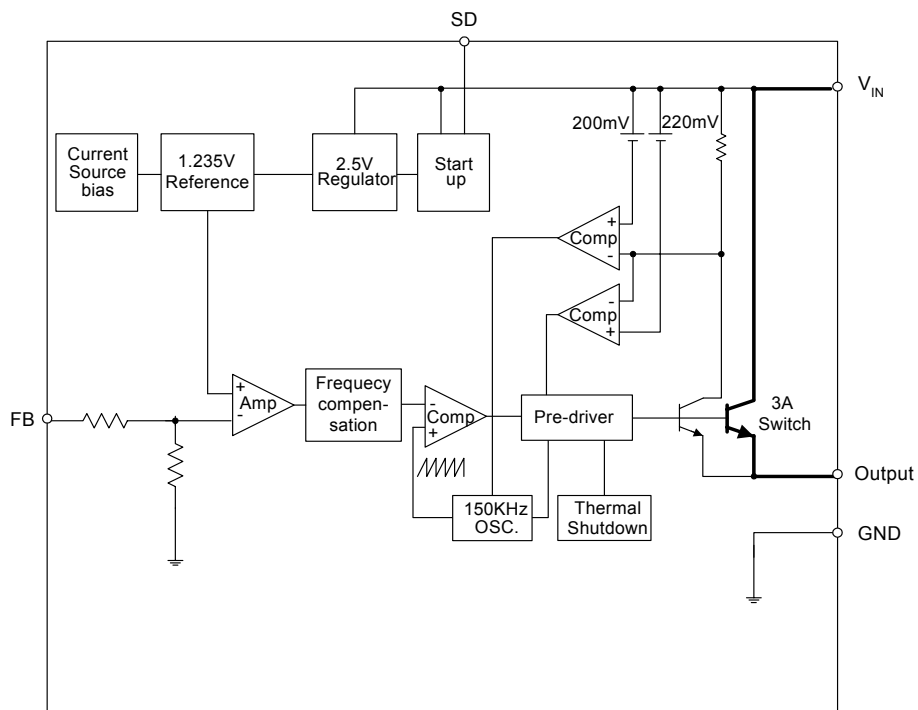 SD
V_IN
200mV
220mV
Current
Source
bias
1.235V
Reference
2.5V
Regulator
Start
up
+
Comp
-
-
Comp
+
FB
+
Amp
-
Frequecy
compen-
sation
-
Comp
+
Pre-driver
3A
Switch
150KHz
OSC.
Thermal
Shutdown
Output
GND